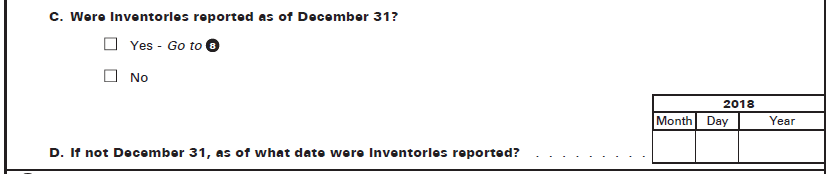 C. Were Inventories reported as of December 31?
Yes - Go to 8
No
2018
Month Day Year
D. If not December 31, as of what date were Inventories reported? . . . . . . . . .